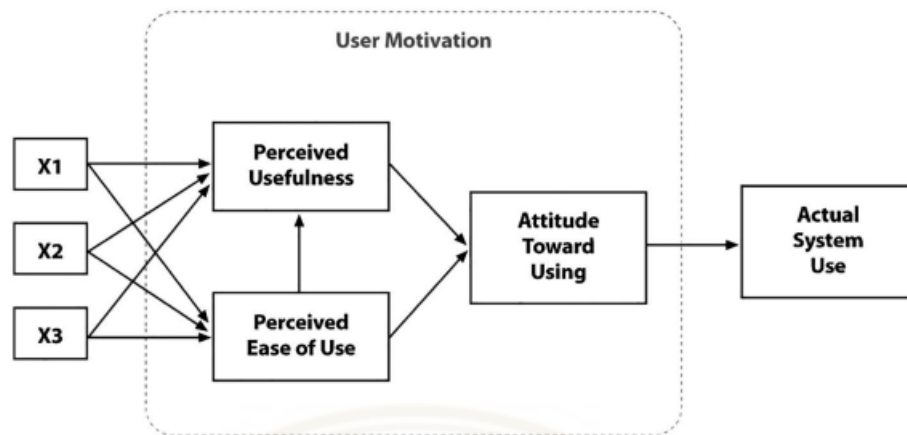 User Motivation
X1
X2
X3
Perceived
Usefulness
Perceived
Ease of Use
Attitude
Toward
Using
Actual
System
Use